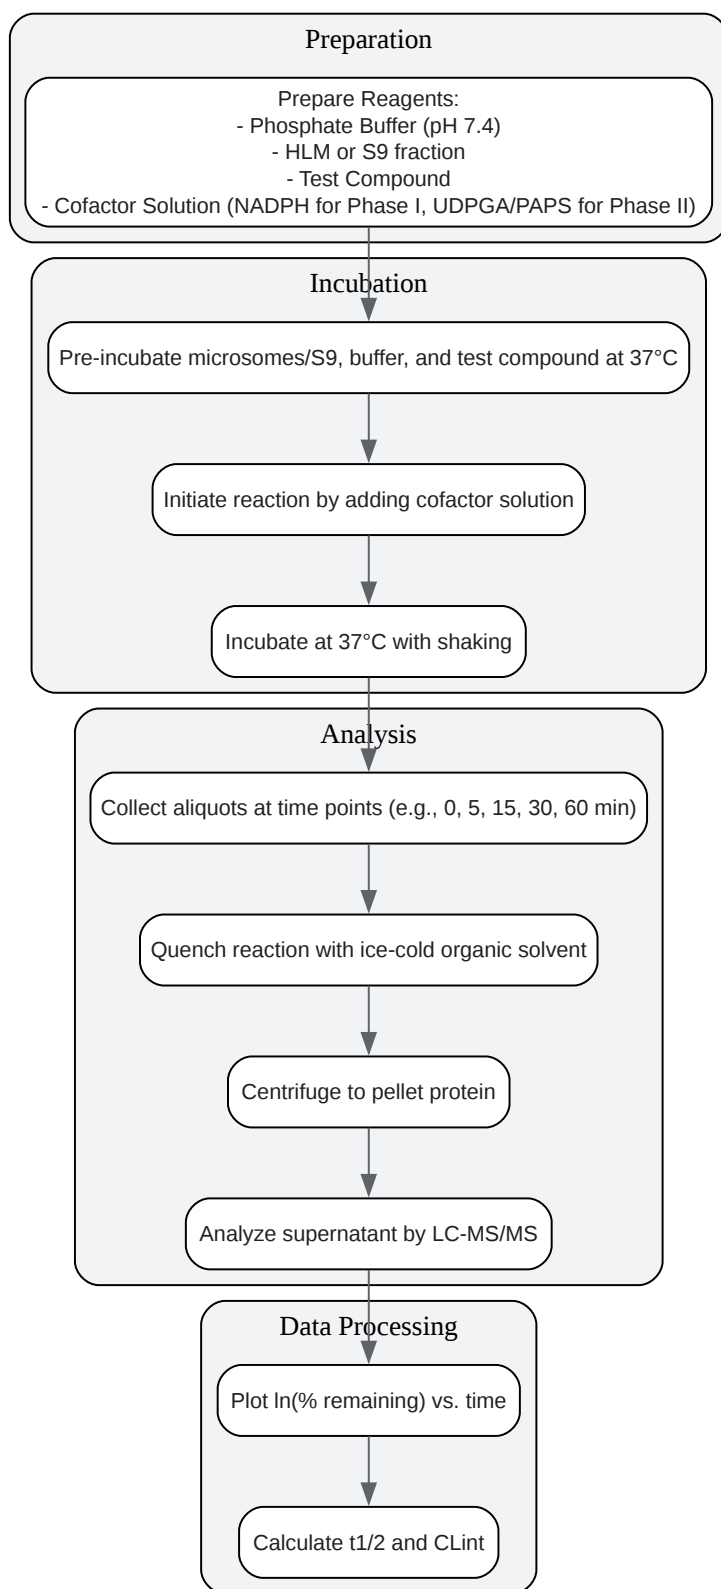 Preparation
Prepare Reagents:
- Phosphate Buffer (pH 7.4)
- HLM or S9 fraction
- Test Compound
- Cofactor Solution (NADPH for Phase I, UDPGA/PAPS for Phase II)
Incubation
Pre-incubate microsomes/S9, buffer, and test compound at 37°C
Initiate reaction by adding cofactor solution
Incubate at 37°C with shaking
Analysis
Collect aliquots at time points (e.g., 0, 5, 15, 30, 60 min)
Quench reaction with ice-cold organic solvent
Centrifuge to pellet protein
Analyze supernatant by LC-MS/MS
Data Processing
Plot ln(% remaining) vs. time
Calculate t1/2 and CLint